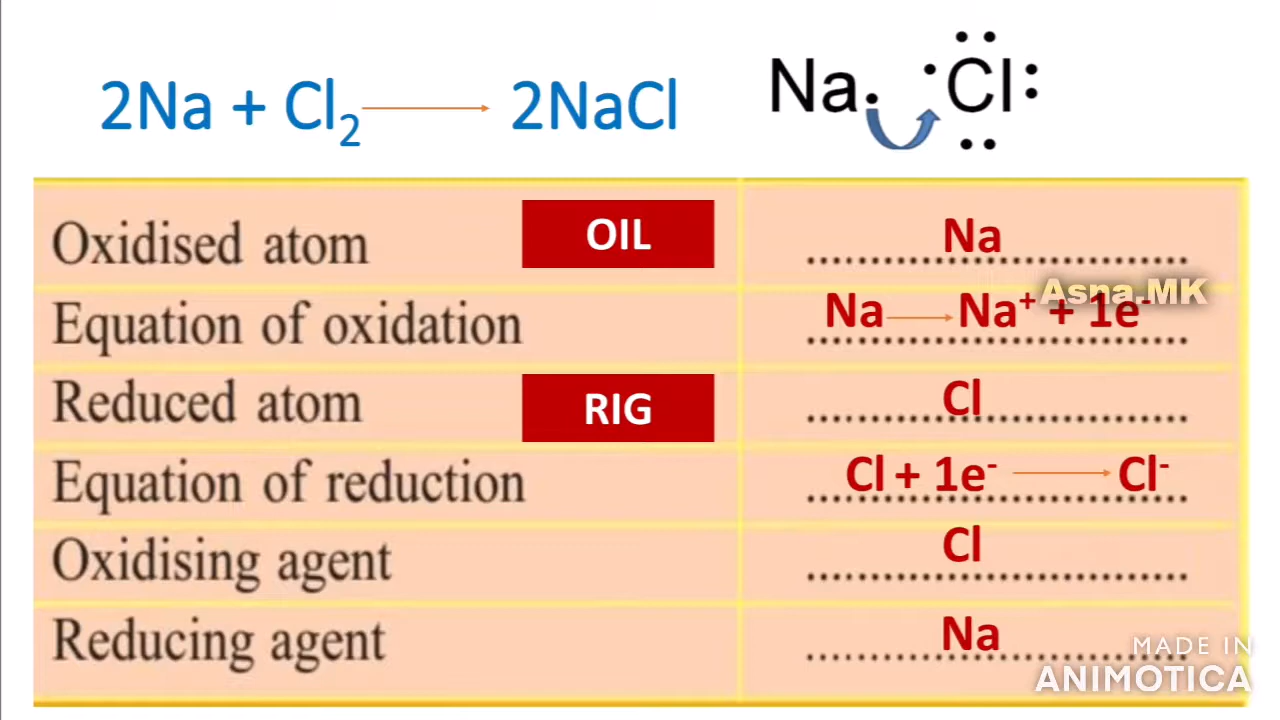 2Na + Cl₂ → 2NaCl
Na Cl
Oxidised atom OIL Na
Asna.MK
Equation of oxidation Na → Na⁺ + 1e⁻
Reduced atom RIG Cl
Equation of reduction Cl + 1e⁻ → Cl⁻
Oxidising agent Cl
Reducing agent Na
MADE IN
ANIMOTICA